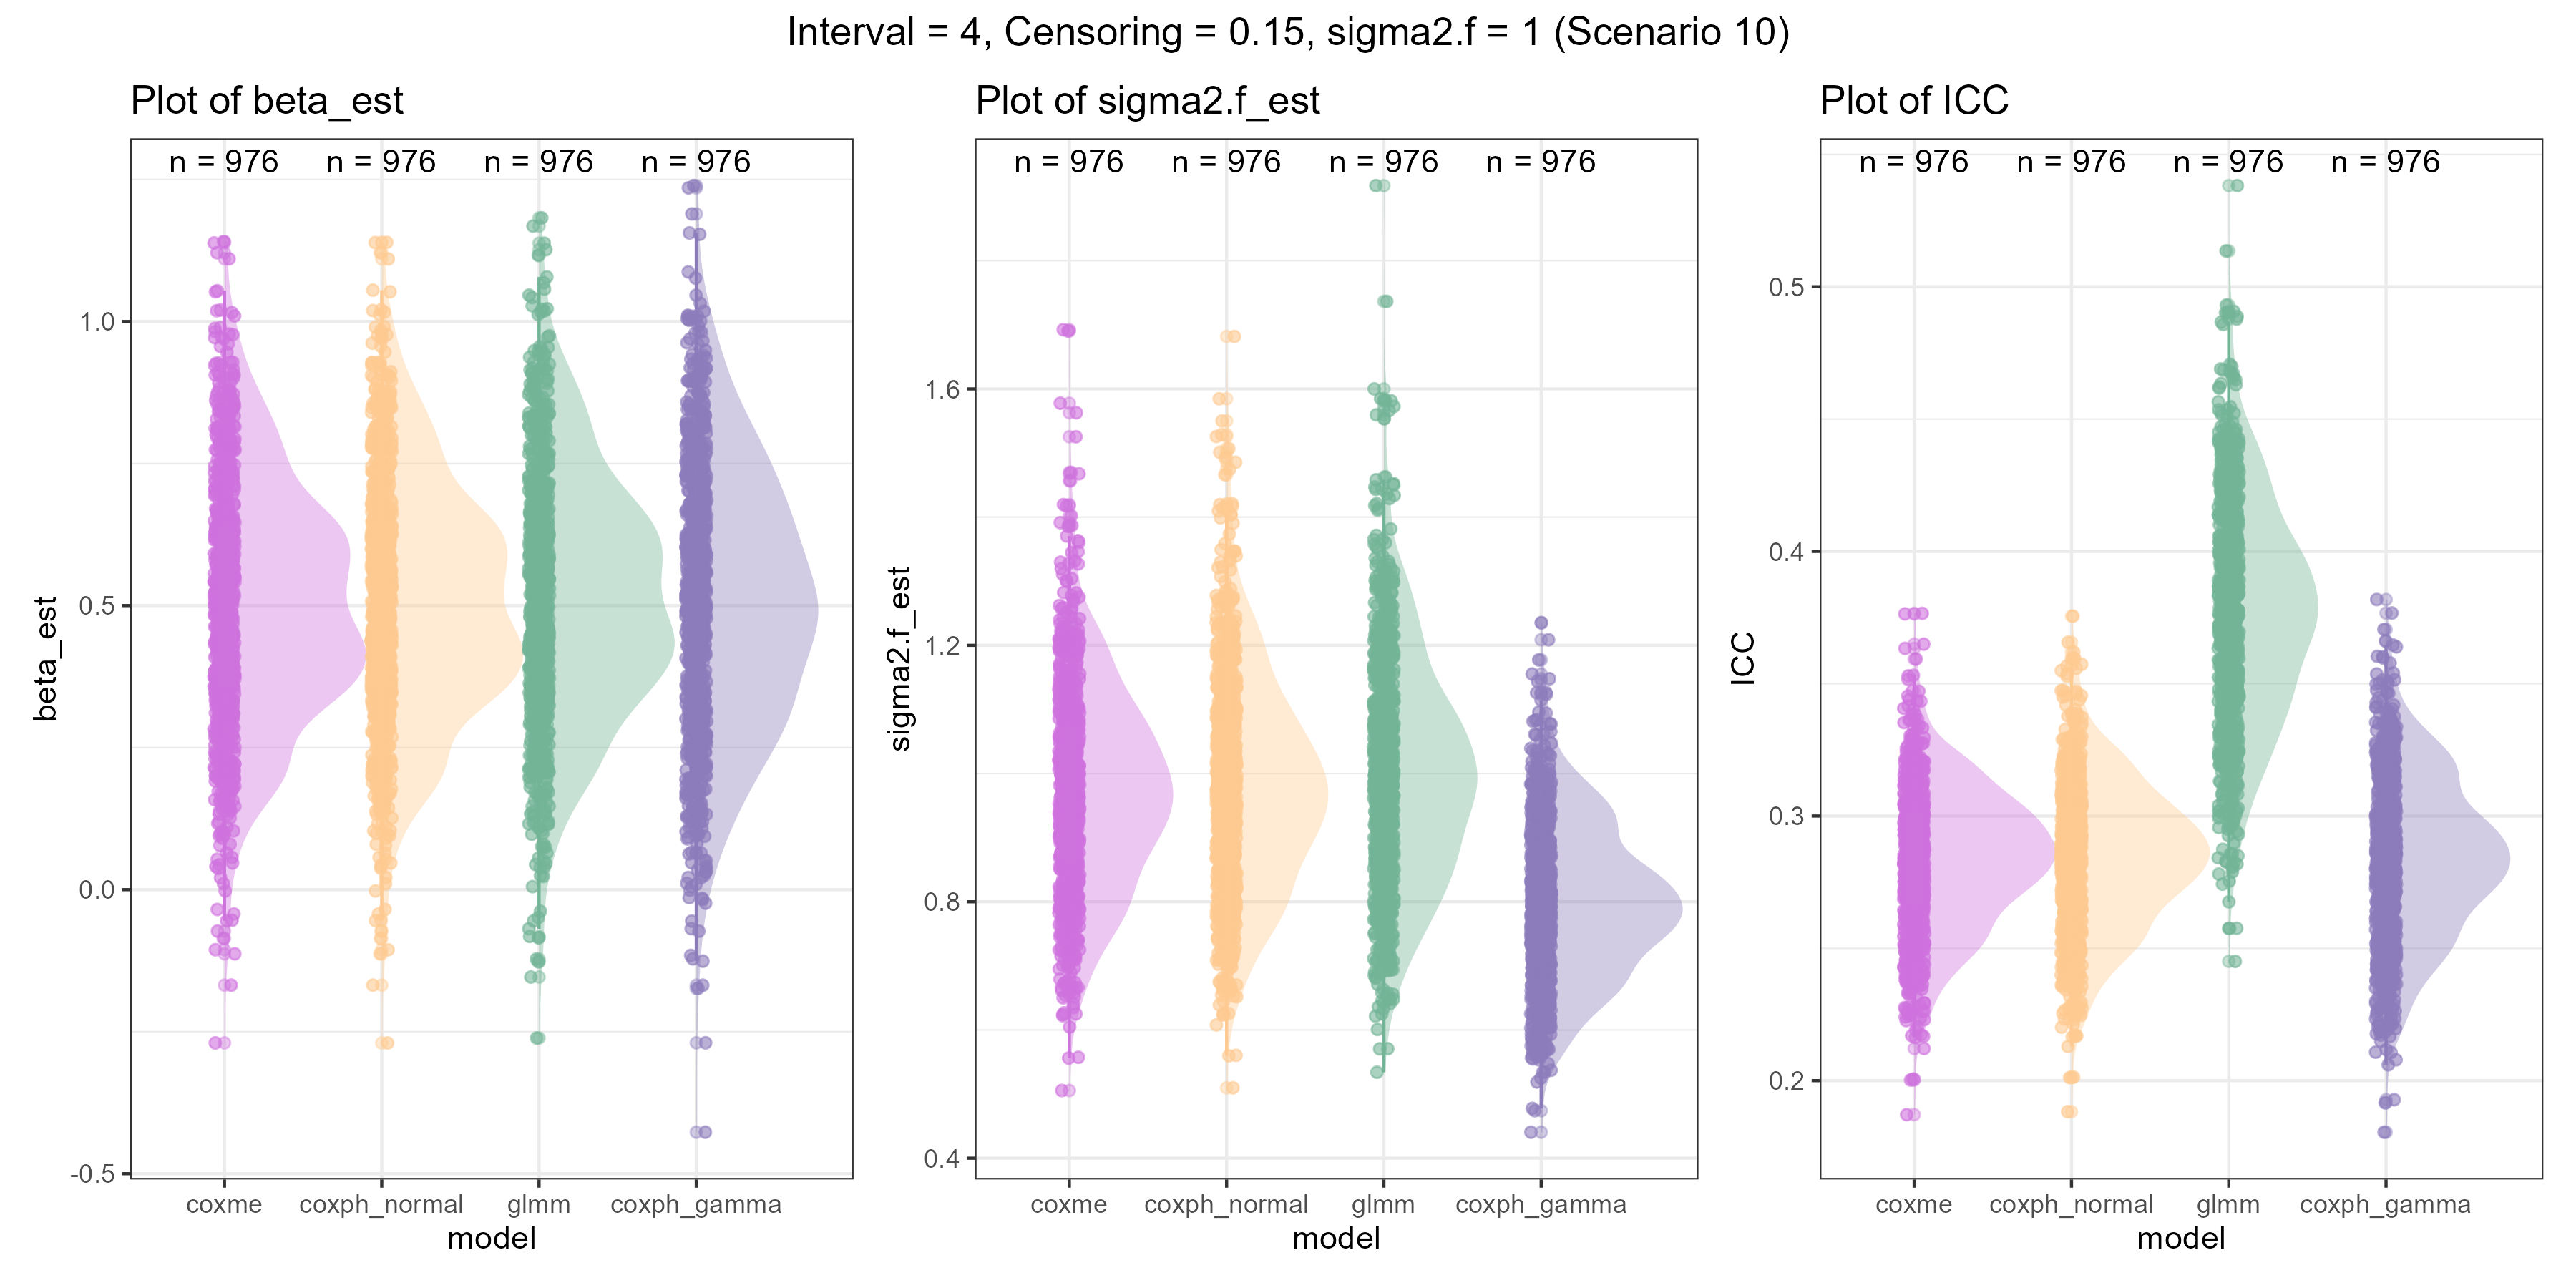 Interval = 4, Censoring = 0.15, sigma2.f = 1 (Scenario 10)
Plot of beta_est
n = 976 n = 976 n = 976 n = 976
1.0
0.5
0.0
-0.5
beta_est
coxme coxph_normal glmm coxph_gamma
model
Plot of sigma2.f_est
n = 976 n = 976 n = 976 n = 976
1.6
1.2
0.8
0.4
sigma2.f_est
coxme coxph_normal glmm coxph_gamma
model
Plot of ICC
n = 976 n = 976 n = 976 n = 976
0.5
0.4
0.3
0.2
ICC
coxme coxph_normal glmm coxph_gamma
model